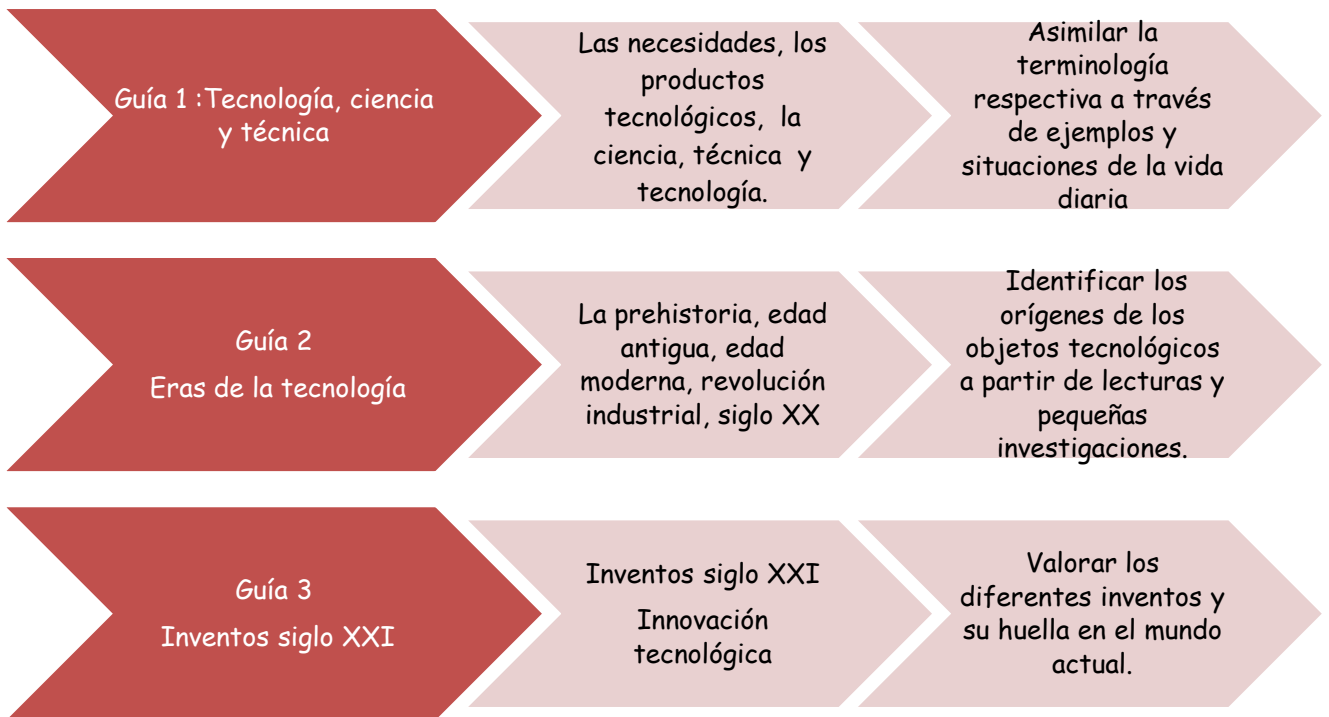 Guía 1 :Tecnología, ciencia
y técnica
Las necesidades, los
productos
tecnológicos, la
ciencia, técnica y
tecnología.
Asimilar la
terminología
respectiva a través
de ejemplos y
situaciones de la vida
diaria
Guía 2
Eras de la tecnología
La prehistoria, edad
antigua, edad
moderna, revolución
industrial, siglo XX
Identificar los
orígenes de los
objetos tecnológicos
a partir de lecturas y
pequeñas
investigaciones.
Guía 3
Inventos siglo XXI
Inventos siglo XXI
Innovación
tecnológica
Valorar los
diferentes inventos y
su huella en el mundo
actual.